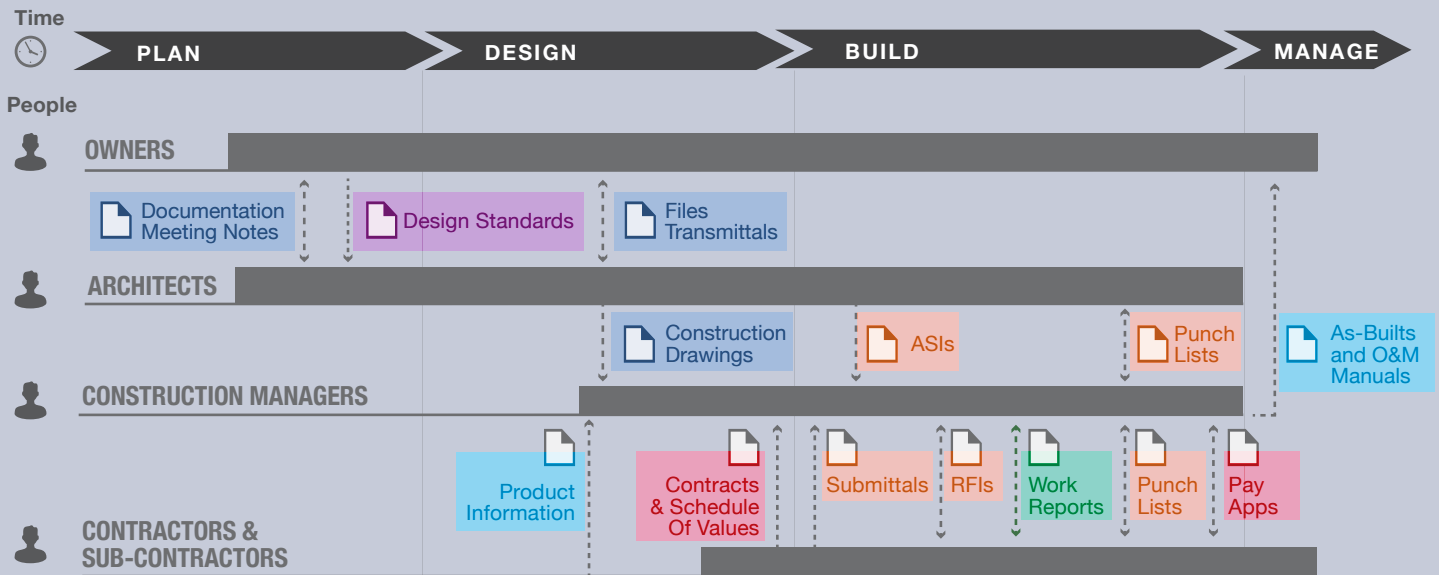 Time
PLAN
DESIGN
BUILD
MANAGE
People
OWNERS
Documentation
Meeting Notes
Design Standards
Files
Transmittals
ARCHITECTS
Construction
Drawings
ASIs
Punch
Lists
As-Builts
and O&M
Manuals
CONSTRUCTION MANAGERS
Product
Information
Contracts
& Schedule
Of Values
Submittals
RFIs
Work
Reports
Punch
Lists
Pay
Apps
CONTRACTORS &
SUB-CONTRACTORS